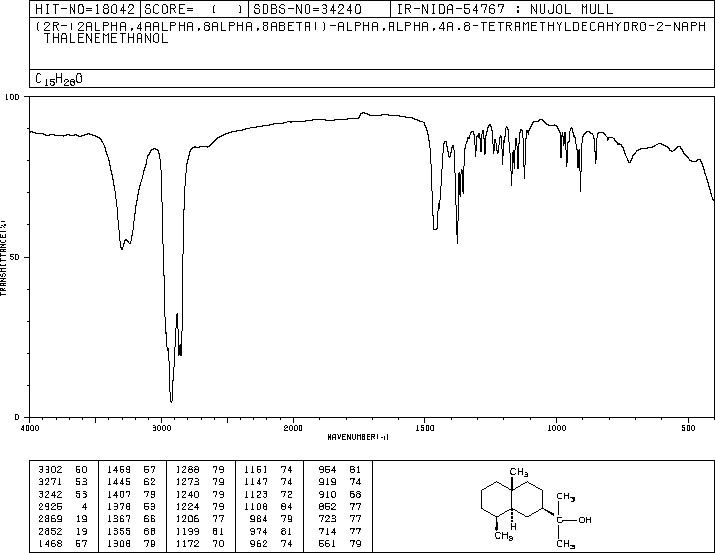 HIT-NO=18042 SCORE= ( ) SDBS-NO=34240 IR-NIDA-54767 : NUJOL MULL
(2R-(2ALPHA,4AALPHA,8ALPHA,8ABETA))-ALPHA,ALPHA,4A,8-TETRAMETHYLDECAHYDRO-2-NAPH
THALENEMETHANOL
C15H28O
100
50
0
TRANSMITTANCE(%)
4000 3000 2000 1500 1000 500
WAVENUMBER(-1)
3302 50 1459 57 1288 79 1161 74 954 81
3271 53 1445 62 1273 79 1147 74 919 74
3242 53 1407 79 1240 79 1123 72 910 68
2925 4 1378 53 1224 79 1108 84 852 77
2869 19 1367 66 1206 77 984 79 723 77
2852 19 1355 68 1199 81 974 81 714 77
1468 57 1308 79 1172 70 962 74 561 79
CH3
CH3
OH
H
CH3
CH3